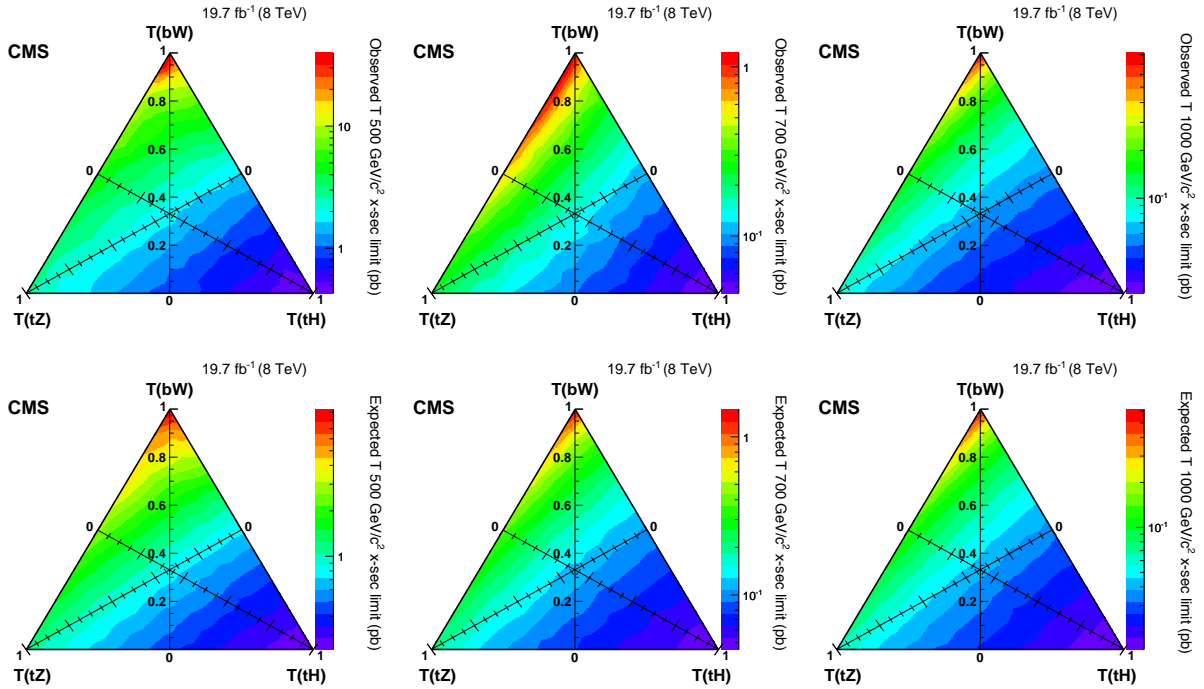 19.7 fb⁻¹ (8 TeV)
T(bW)
CMS
1
0.8
0.6
0.4
0.2
0
0
1
0
1
T(tZ)
T(tH)
10
1
Observed T 500 GeV/c² x-sec limit (pb)
19.7 fb⁻¹ (8 TeV)
T(bW)
CMS
1
0.8
0.6
0.4
0.2
0
0
1
0
1
T(tZ)
T(tH)
1
10⁻¹
Observed T 700 GeV/c² x-sec limit (pb)
19.7 fb⁻¹ (8 TeV)
T(bW)
CMS
1
0.8
0.6
0.4
0.2
0
0
1
0
1
T(tZ)
T(tH)
10⁻¹
Observed T 1000 GeV/c² x-sec limit (pb)
19.7 fb⁻¹ (8 TeV)
T(bW)
CMS
1
0.8
0.6
0.4
0.2
0
0
1
0
1
T(tZ)
T(tH)
1
Expected T 500 GeV/c² x-sec limit (pb)
19.7 fb⁻¹ (8 TeV)
T(bW)
CMS
1
0.8
0.6
0.4
0.2
0
0
1
0
1
T(tZ)
T(tH)
1
10⁻¹
Expected T 700 GeV/c² x-sec limit (pb)
19.7 fb⁻¹ (8 TeV)
T(bW)
CMS
1
0.8
0.6
0.4
0.2
0
0
1
0
1
T(tZ)
T(tH)
10⁻¹
Expected T 1000 GeV/c² x-sec limit (pb)